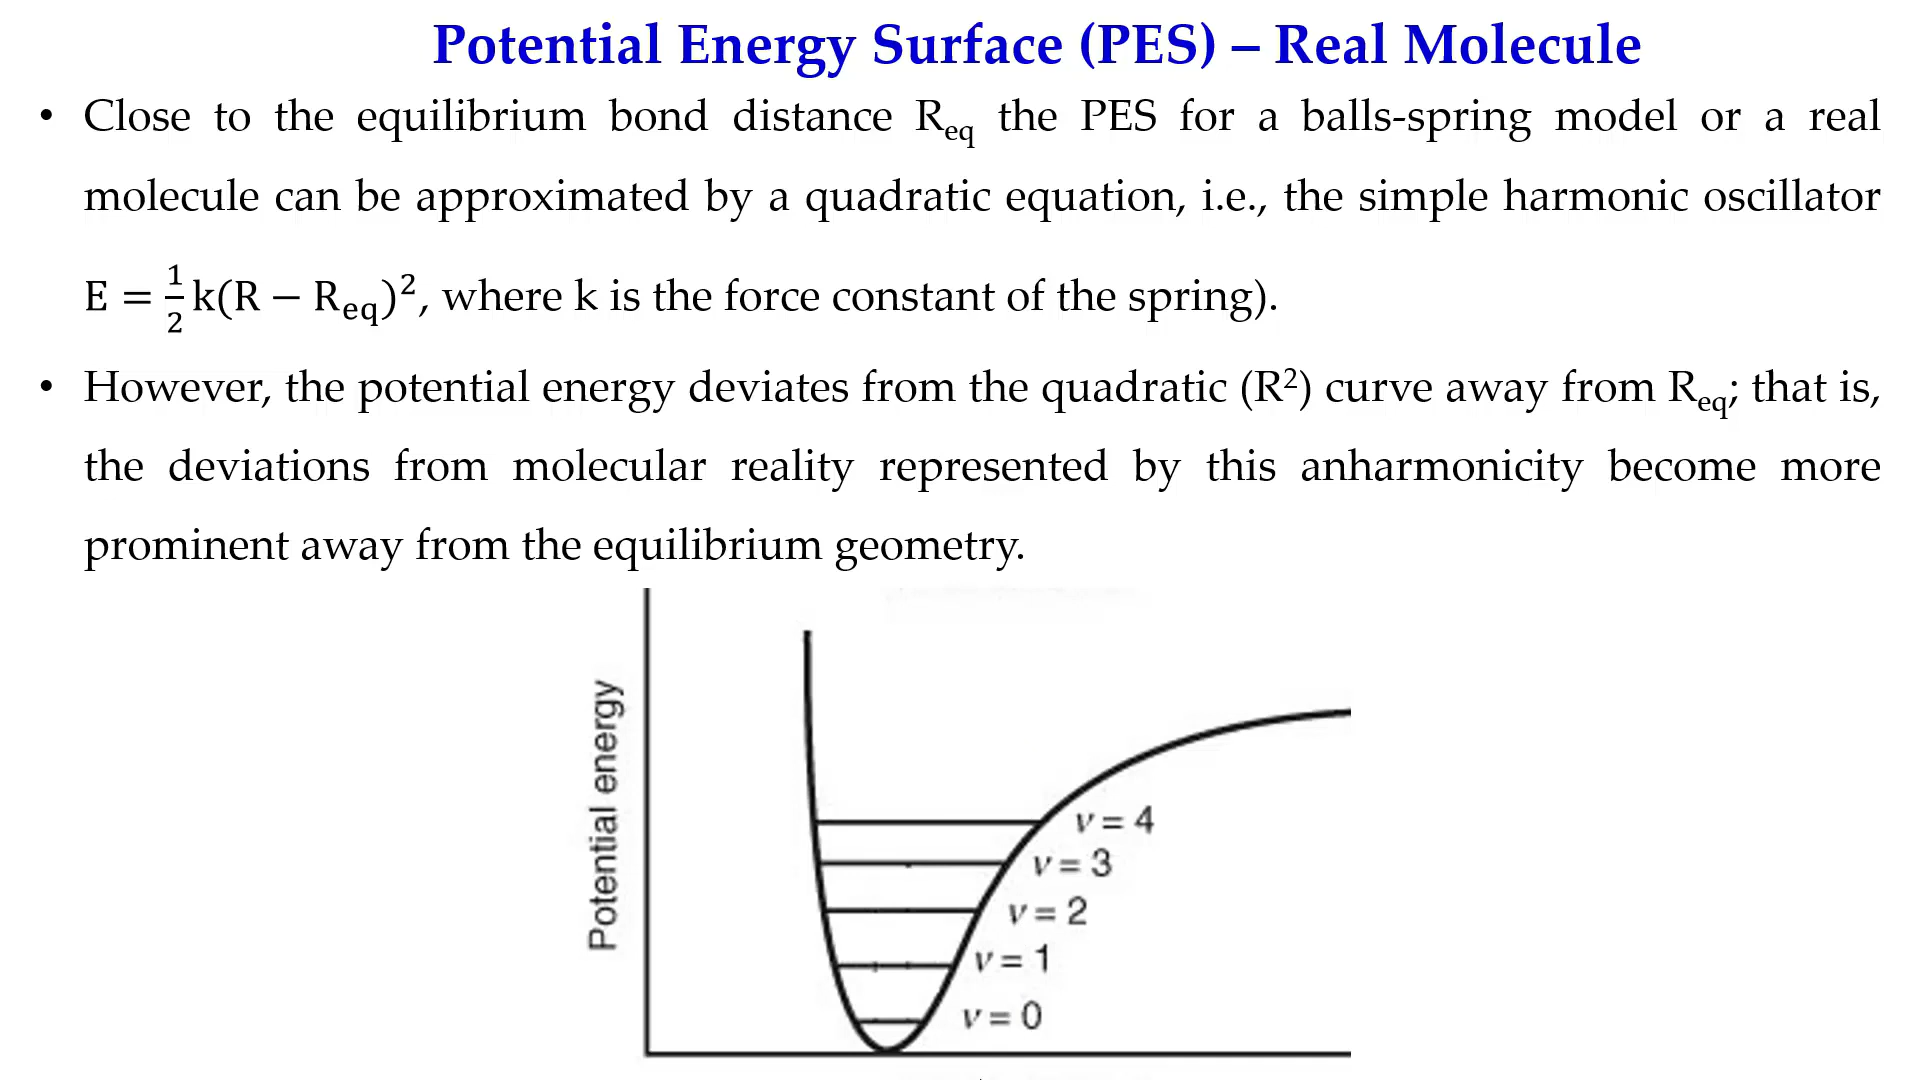 Potential Energy Surface (PES) – Real Molecule
• Close to the equilibrium bond distance R_eq the PES for a balls-spring model or a real
molecule can be approximated by a quadratic equation, i.e., the simple harmonic oscillator
E = ½ k(R − R_eq)², where k is the force constant of the spring).
• However, the potential energy deviates from the quadratic (R²) curve away from R_eq; that is,
the deviations from molecular reality represented by this anharmonicity become more
prominent away from the equilibrium geometry.
Potential energy
v = 4
v = 3
v = 2
v = 1
v = 0